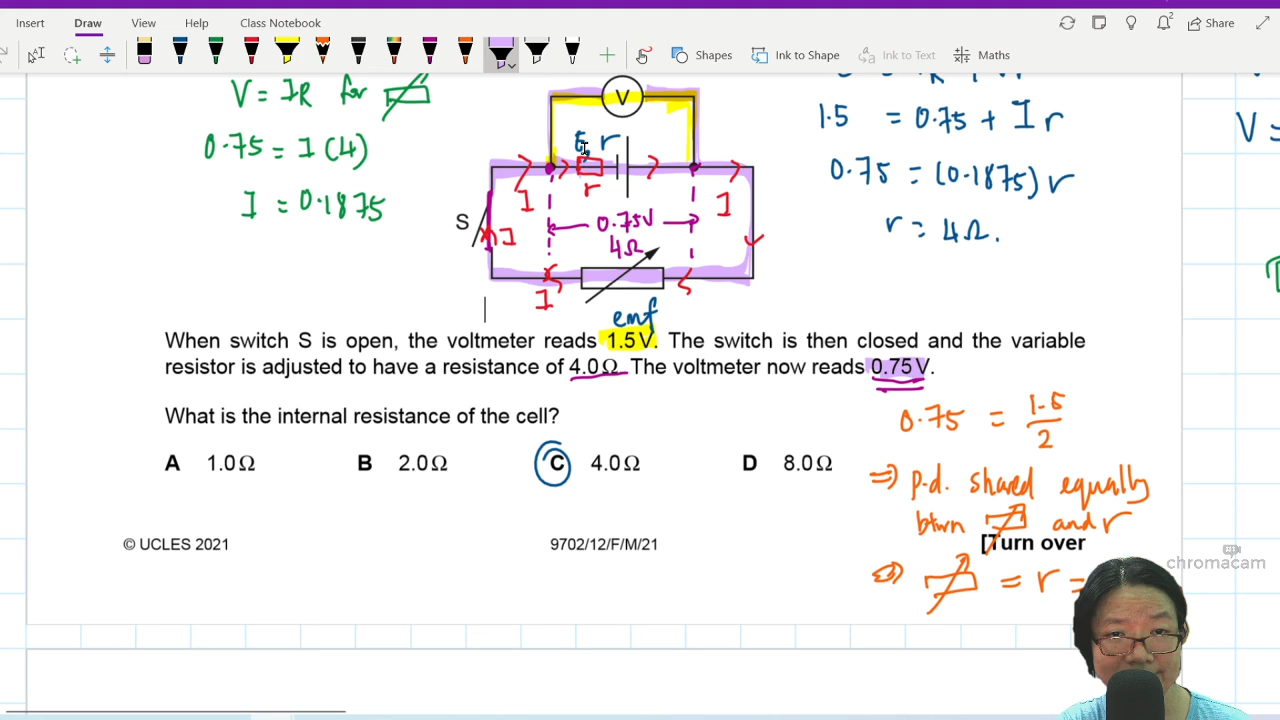 Insert Draw View Help Class Notebook
Share
Shapes Ink to Shape Ink to Text Maths
V = IR for
0.75 = I (4)
I = 0.1875
V
ε r
r
I
I
S
I
0.75V
4Ω
I
1.5 = 0.75 + I r
0.75 = (0.1875) r
r = 4Ω.
V =
emf
When switch S is open, the voltmeter reads 1.5 V. The switch is then closed and the variable
resistor is adjusted to have a resistance of 4.0 Ω. The voltmeter now reads 0.75 V.
What is the internal resistance of the cell?
A 1.0 Ω B 2.0 Ω C 4.0 Ω D 8.0 Ω
0.75 = 1.5/2
⇒ p.d. shared equally
btwn and r
© UCLES 2021 9702/12/F/M/21 [Turn over
chromacam
⇒ = r =